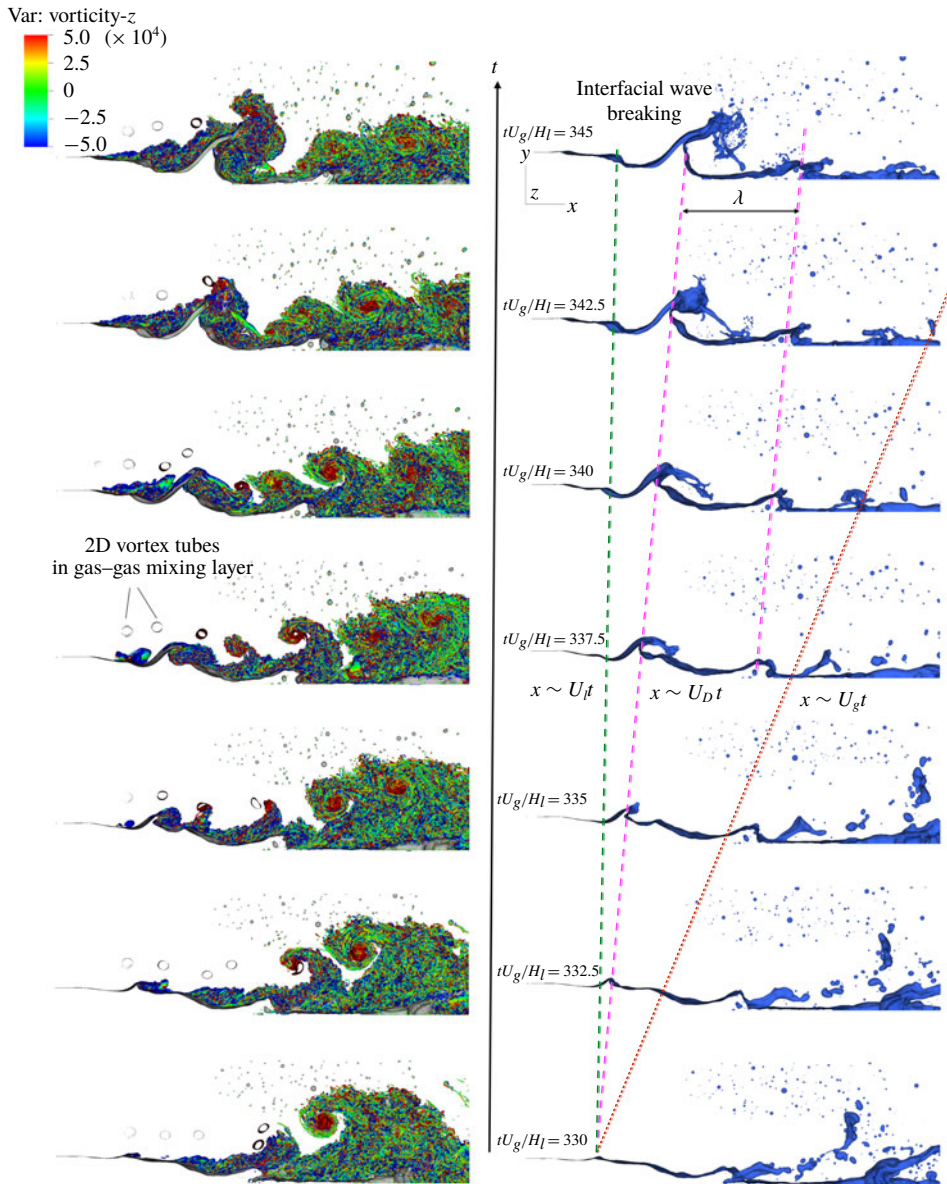 Var: vorticity-z
5.0 (× 10⁴)
2.5
0
−2.5
−5.0
t
Interfacial wave
breaking
tU_g/H_l = 345
y
z
x
λ
tU_g/H_l = 342.5
tU_g/H_l = 340
2D vortex tubes
in gas–gas mixing layer
tU_g/H_l = 337.5
x ~ U_l t
x ~ U_D t
x ~ U_g t
tU_g/H_l = 335
tU_g/H_l = 332.5
tU_g/H_l = 330